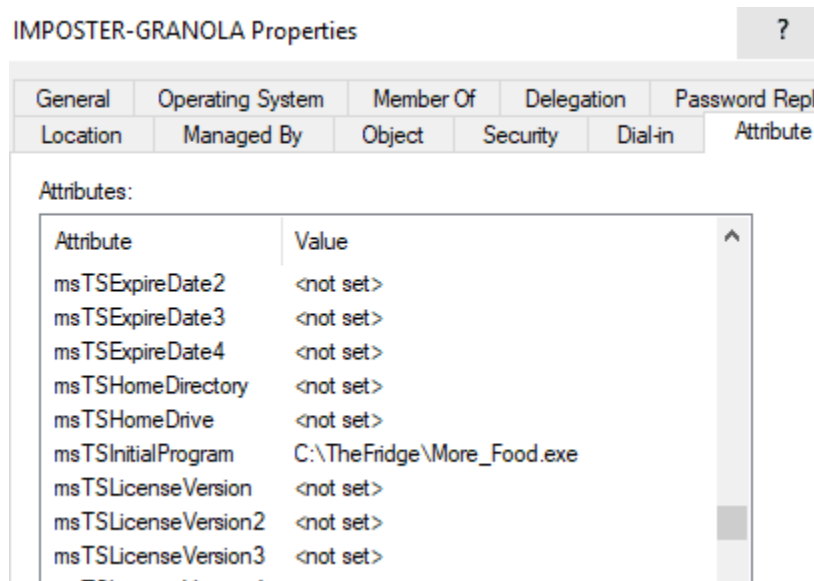 IMPOSTER-GRANOLA Properties ?
General Operating System Member Of Delegation Password Repl
Location Managed By Object Security Dial-in Attribute
Attributes:
Attribute Value
msTSExpireDate2 <not set>
msTSExpireDate3 <not set>
msTSExpireDate4 <not set>
msTSHomeDirectory <not set>
msTSHomeDrive <not set>
msTSInitialProgram C:\TheFridge\More_Food.exe
msTSLicenseVersion <not set>
msTSLicenseVersion2 <not set>
msTSLicenseVersion3 <not set>